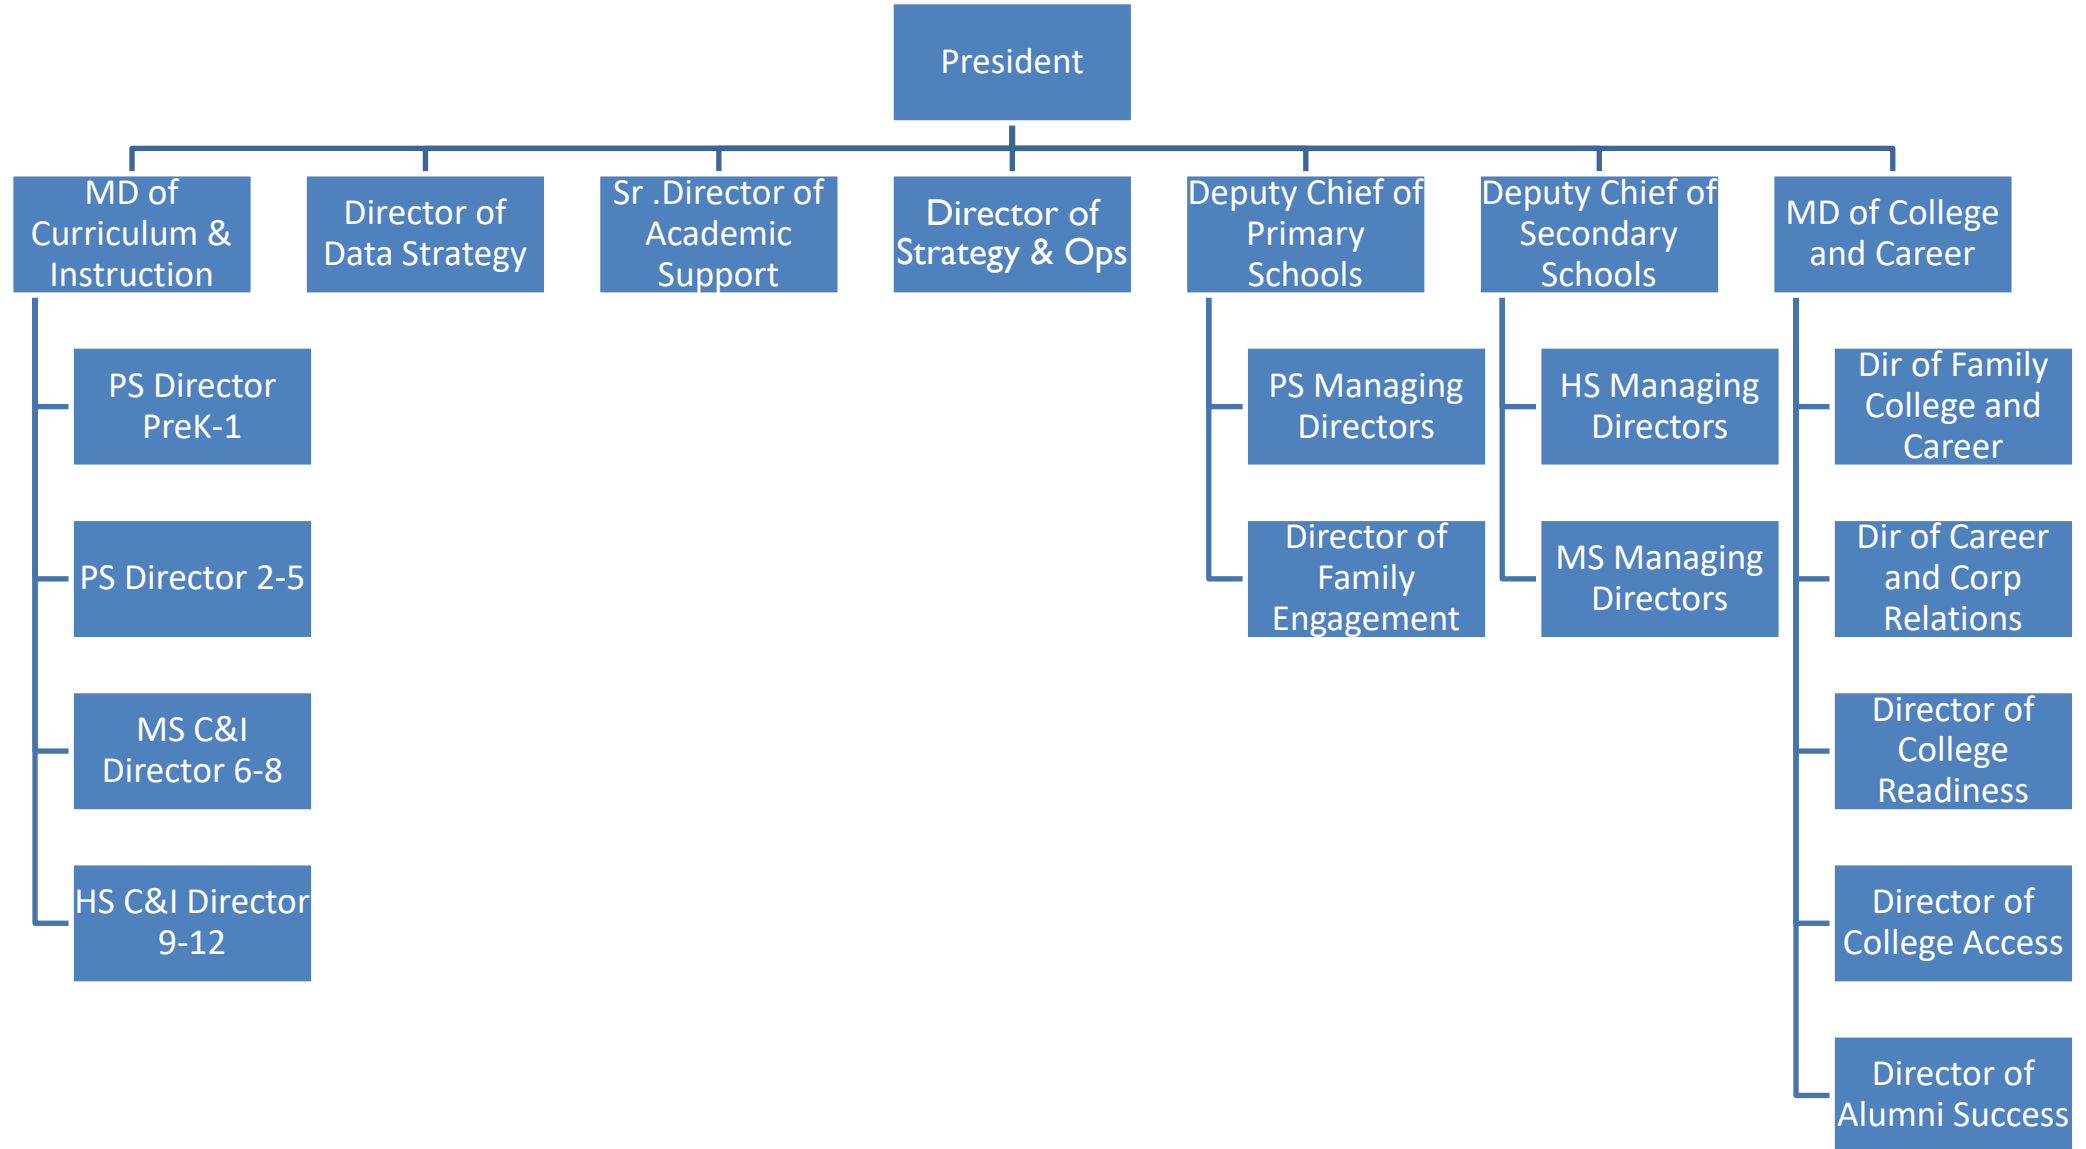 President
MD of
Curriculum &
Instruction
Director of
Data Strategy
Sr .Director of
Academic
Support
Director of
Strategy & Ops
Deputy Chief of
Primary
Schools
Deputy Chief of
Secondary
Schools
MD of College
and Career
PS Director
PreK-1
PS Director 2-5
MS C&I
Director 6-8
HS C&I Director
9-12
PS Managing
Directors
Director of
Family
Engagement
HS Managing
Directors
MS Managing
Directors
Dir of Family
College and
Career
Dir of Career
and Corp
Relations
Director of
College
Readiness
Director of
College Access
Director of
Alumni Success